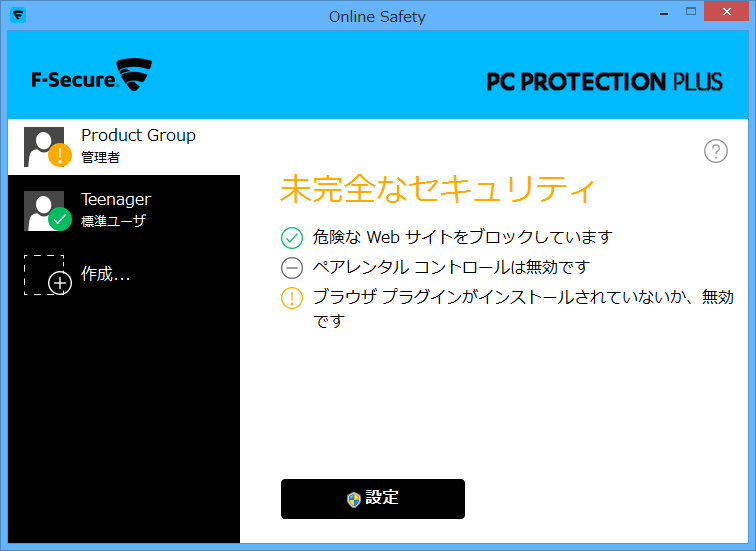 Online Safety
F-Secure.
PC PROTECTION PLUS
Product Group
管理者
Teenager
標準ユーザ
作成...
未完全なセキュリティ
危険な Web サイトをブロックしています
ペアレンタル コントロールは無効です
ブラウザ プラグインがインストールされていないか、無効
です
設定